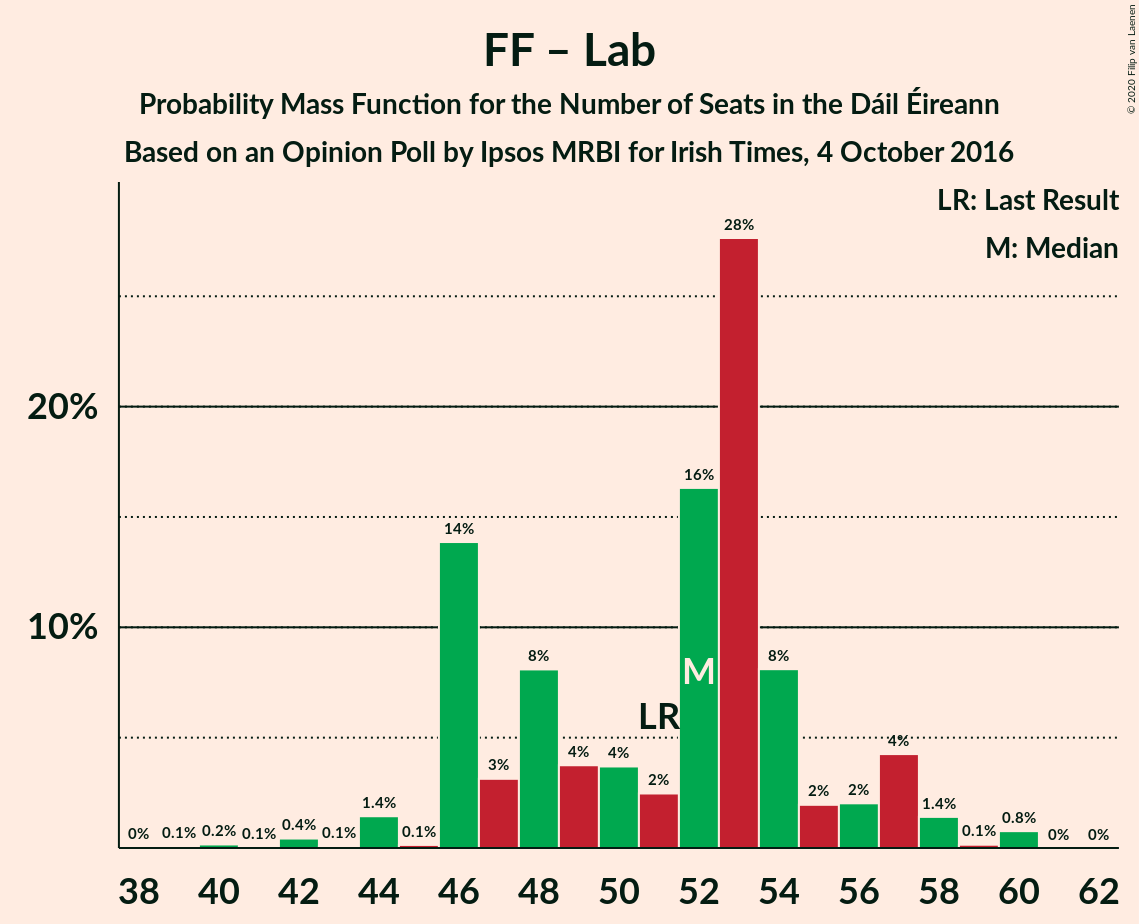 FF – Lab
Probability Mass Function for the Number of Seats in the Dáil Éireann
Based on an Opinion Poll by Ipsos MRBI for Irish Times, 4 October 2016
© 2020 Filip van Laenen
LR: Last Result
M: Median
28%
20%
16%
14%
10%
8%
8%
M
LR
4%
4%
4%
3%
2%
2%
2%
1.4%
1.4%
0.8%
0.4%
0% 0.1% 0.2% 0.1% 0.1% 0.1% 0.1% 0% 0%
38 40 42 44 46 48 50 52 54 56 58 60 62